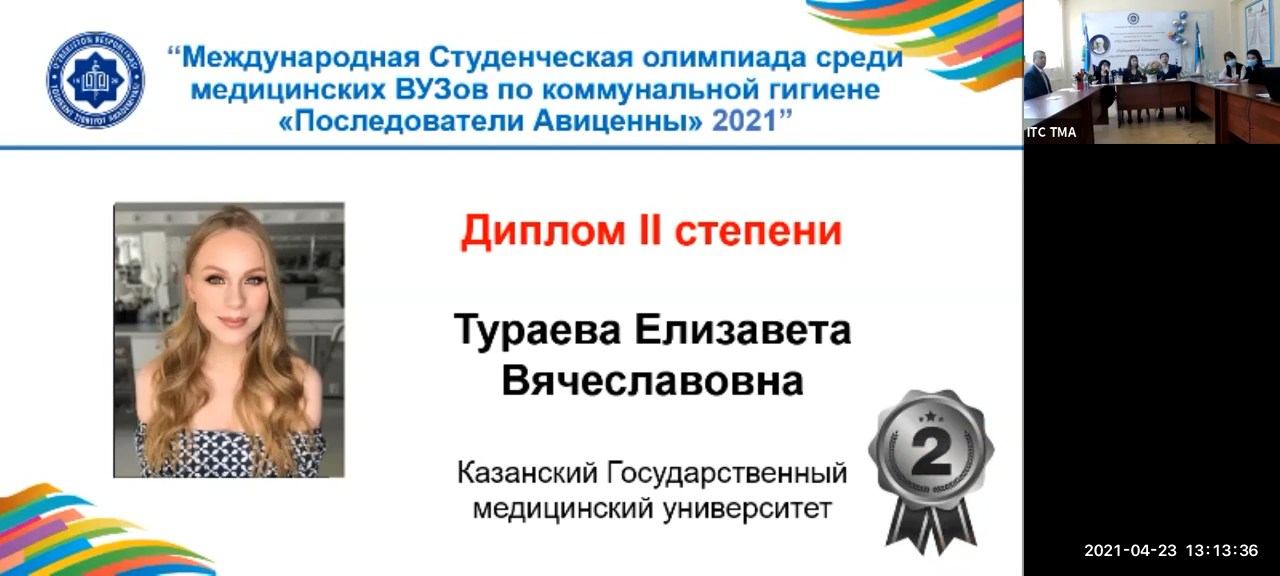 “Международная Студенческая олимпиада среди
медицинских ВУЗов по коммунальной гигиене
«Последователи Авиценны» 2021”
Диплом II степени
Тураева Елизавета
Вячеславовна
Казанский Государственный
медицинский университет
2
ITC TMA
2021-04-23 13:13:36